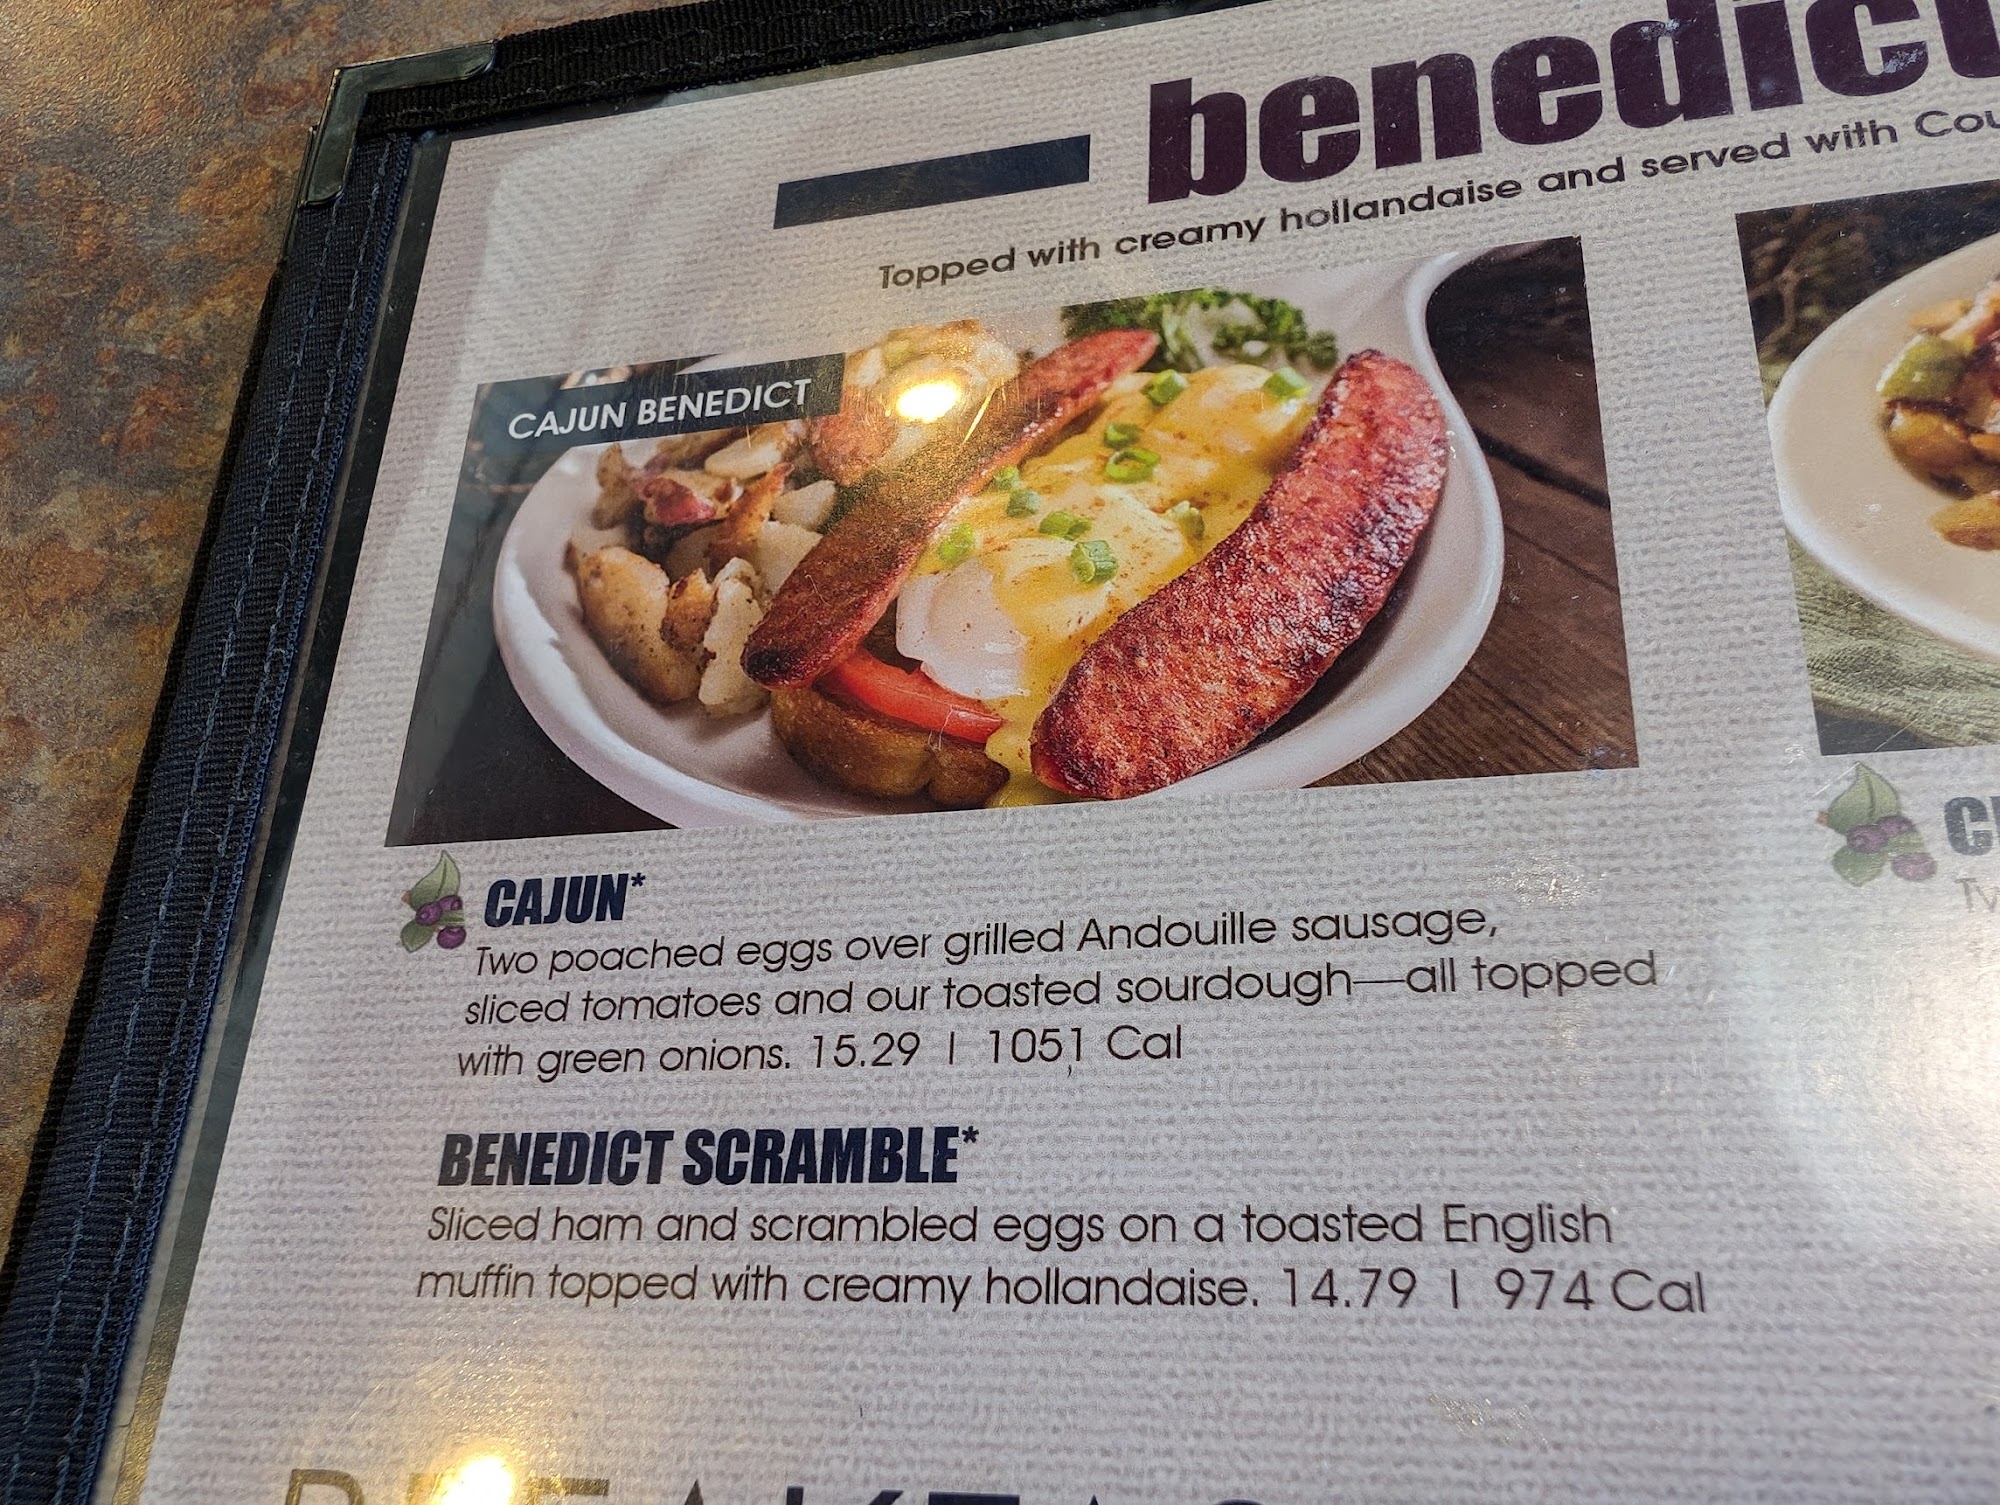 benedict
Topped with creamy hollandaise and served with
CAJUN BENEDICT
CAJUN*
Two poached eggs over grilled Andouille sausage,
sliced tomatoes and our toasted sourdough—all topped
with green onions. 15.29 | 1051 Cal
BENEDICT SCRAMBLE*
Sliced ham and scrambled eggs on a toasted English
muffin topped with creamy hollandaise. 14.79 | 974 Cal